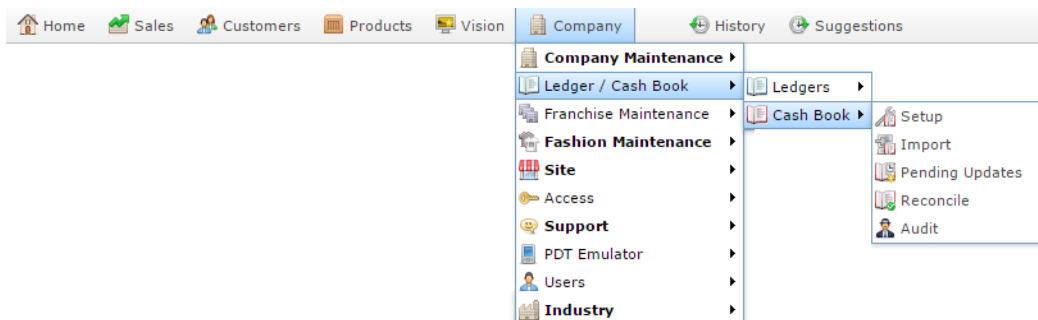 Home Sales Customers Products Vision Company History Suggestions
Company Maintenance
Ledger / Cash Book Ledgers
Franchise Maintenance Cash Book Setup
Fashion Maintenance Import
Site Pending Updates
Access Reconcile
Support Audit
PDT Emulator
Users
Industry